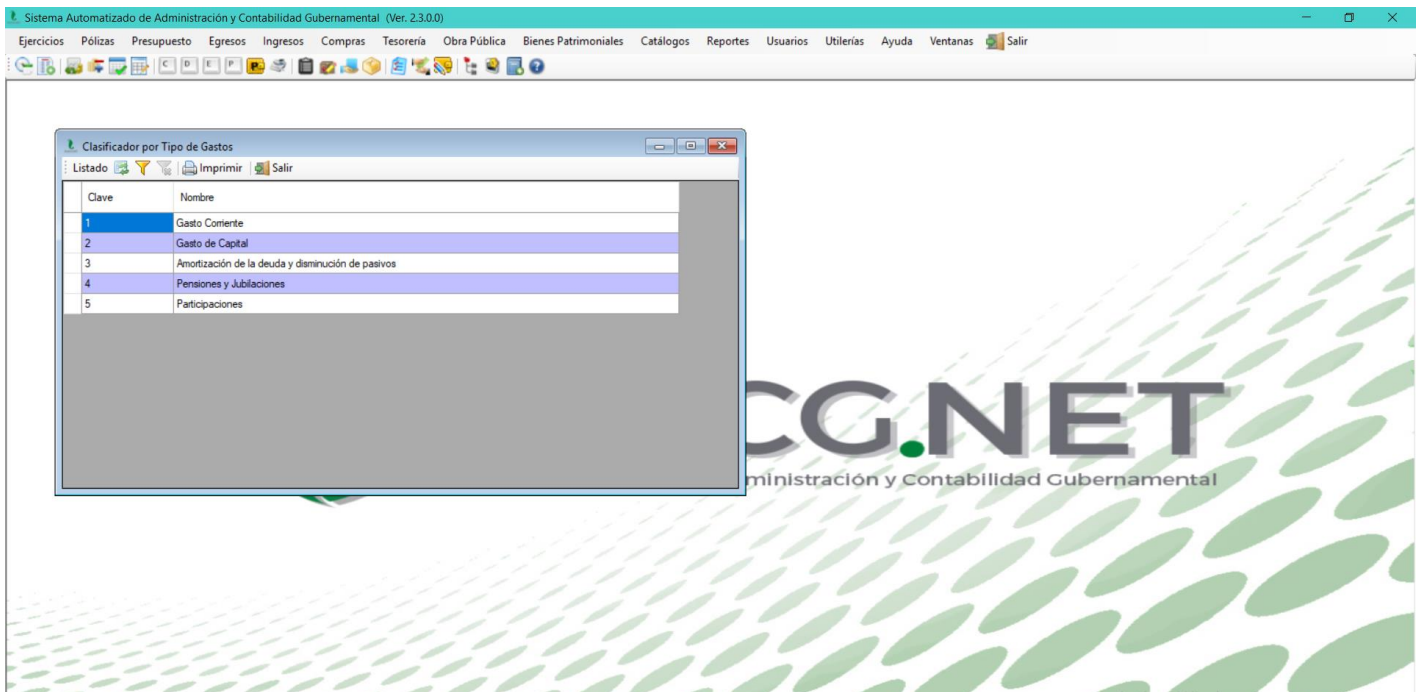 Sistema Automatizado de Administración y Contabilidad Gubernamental (Ver. 2.3.0.0)
Ejercicios Pólizas Presupuesto Egresos Ingresos Compras Tesorería Obra Pública Bienes Patrimoniales Catálogos Reportes Usuarios Utilerías Ayuda Ventanas Salir
C D E P P
Clasificador por Tipo de Gastos
Listado Imprimir Salir
Clave Nombre
1 Gasto Corriente
2 Gasto de Capital
3 Amortización de la deuda y disminución de pasivos
4 Pensiones y Jubilaciones
5 Participaciones
CG.NET
ministración y Contabilidad Gubernamental